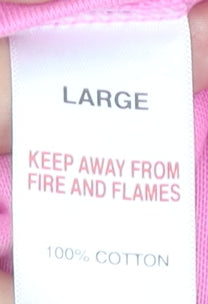 LARGE
KEEP AWAY FROM
FIRE AND FLAMES
100% COTTON